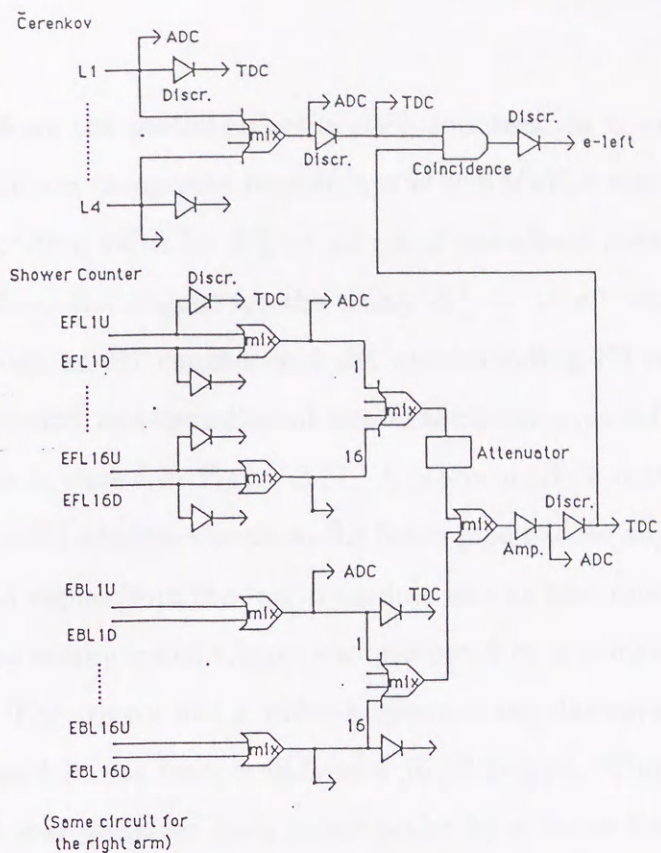 Čerenkov
ADC
L1
TDC
Discr.
ADC
TDC
mix
Discr.
Discr.
e-left
Coincidence
L4
Shower Counter
Discr.
EFL1U
TDC
ADC
mix
EFL1D
1
mix
16
Attenuator
EFL16U
mix
EFL16D
mix
Discr.
TDC
Amp.
ADC
EBL1U
ADC
TDC
mix
EBL1D
1
mix
16
EBL16U
mix
EBL16D
(Same circuit for
the right arm)